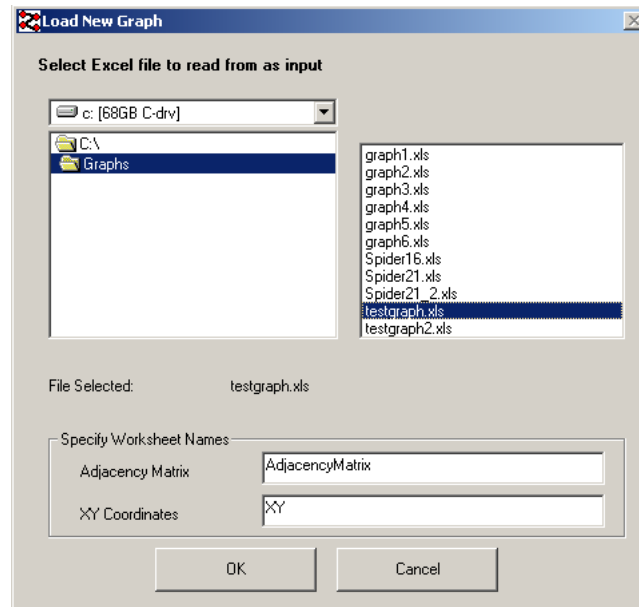 Load New Graph
Select Excel file to read from as input
c: [68GB C-drv]
C:\
Graphs
graph1.xls
graph2.xls
graph3.xls
graph4.xls
graph5.xls
graph6.xls
Spider16.xls
Spider21.xls
Spider21_2.xls
testgraph.xls
testgraph2.xls
File Selected: testgraph.xls
Specify Worksheet Names
Adjacency Matrix AdjacencyMatrix
XY Coordinates XY
OK Cancel